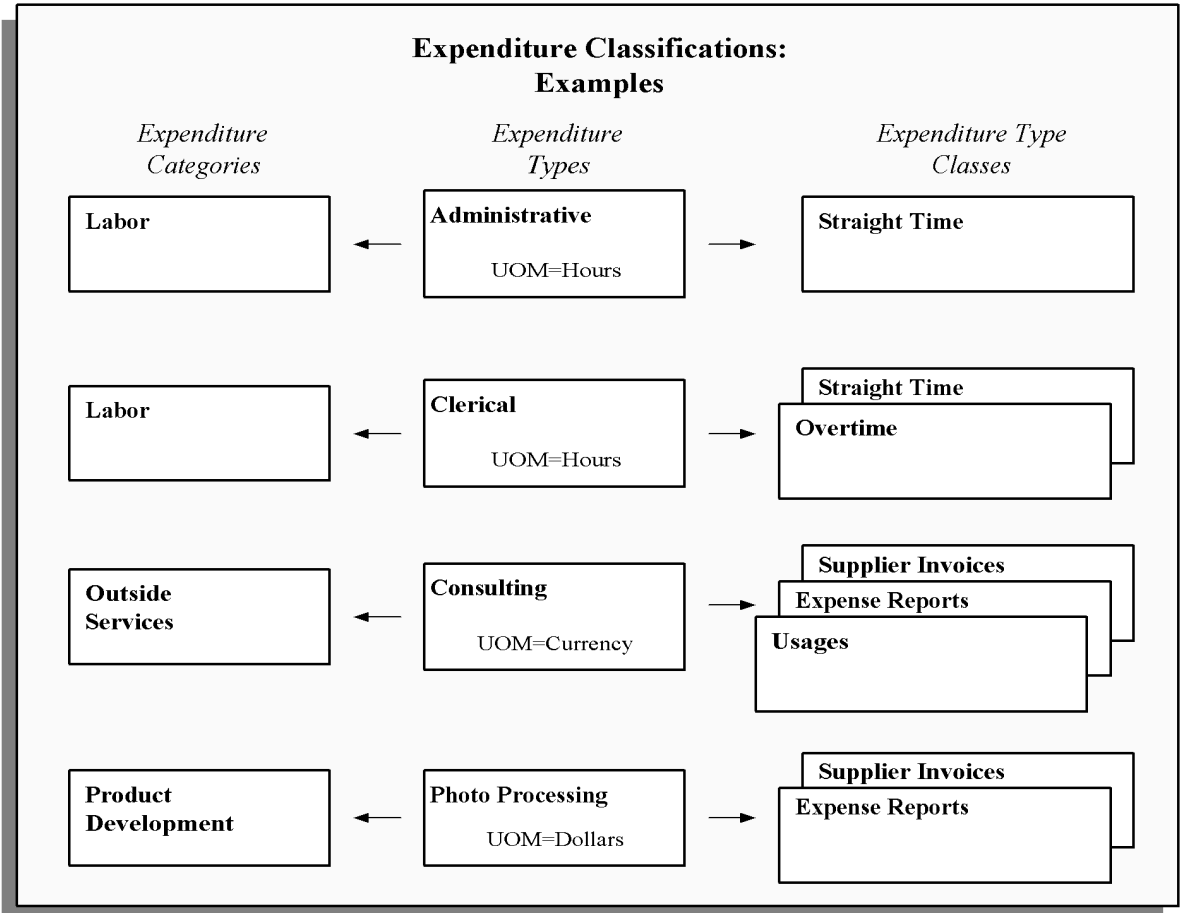 Expenditure Classifications:
Examples
Expenditure
Categories
Expenditure
Types
Expenditure Type
Classes
Labor
Administrative
UOM=Hours
Straight Time
Labor
Clerical
UOM=Hours
Straight Time
Overtime
Outside
Services
Consulting
UOM=Currency
Supplier Invoices
Expense Reports
Usages
Product
Development
Photo Processing
UOM=Dollars
Supplier Invoices
Expense Reports